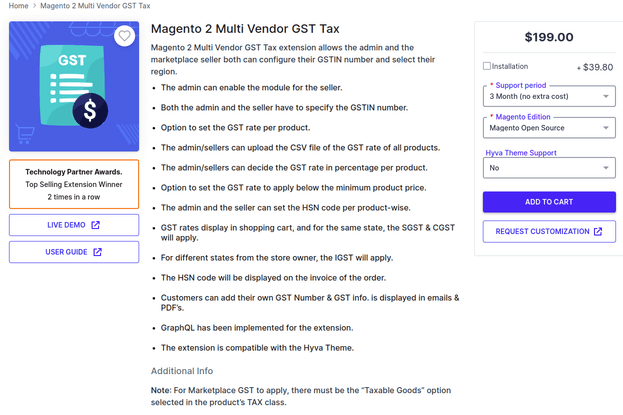 Home > Magento 2 Multi Vendor GST Tax
GST
$
Technology Partner Awards.
Top Selling Extension Winner
2 times in a row
LIVE DEMO
USER GUIDE
Magento 2 Multi Vendor GST Tax
Magento 2 Multi Vendor GST Tax extension allows the admin and the
marketplace seller both can configure their GSTIN number and select their
region.
• The admin can enable the module for the seller.
• Both the admin and the seller have to specify the GSTIN number.
• Option to set the GST rate per product.
• The admin/sellers can upload the CSV file of the GST rate of all products.
• The admin/sellers can decide the GST rate in percentage per product.
• Option to set the GST rate to apply below the minimum product price.
• The admin and the seller can set the HSN code per product-wise.
• GST rates display in shopping cart, and for the same state, the SGST & CGST
will apply.
• For different states from the store owner, the IGST will apply.
• The HSN code will be displayed on the invoice of the order.
• Customers can add their own GST Number & GST info. is displayed in emails &
PDF's.
• GraphQL has been implemented for the extension.
• The extension is compatible with the Hyva Theme.
Additional Info
Note: For Marketplace GST to apply, there must be the “Taxable Goods” option
selected in the product's TAX class.
$199.00
Installation + $39.80
* Support period
3 Month (no extra cost)
* Magento Edition
Magento Open Source
Hyva Theme Support
No
ADD TO CART
REQUEST CUSTOMIZATION